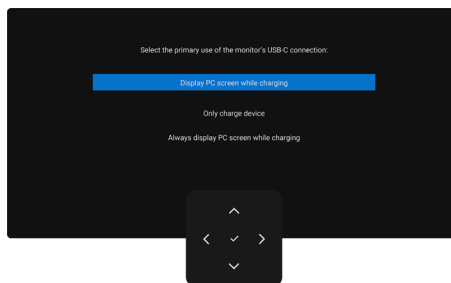 Select the primary use of the monitor's USB-C connection:
Display PC screen while charging
Only charge device
Always display PC screen while charging